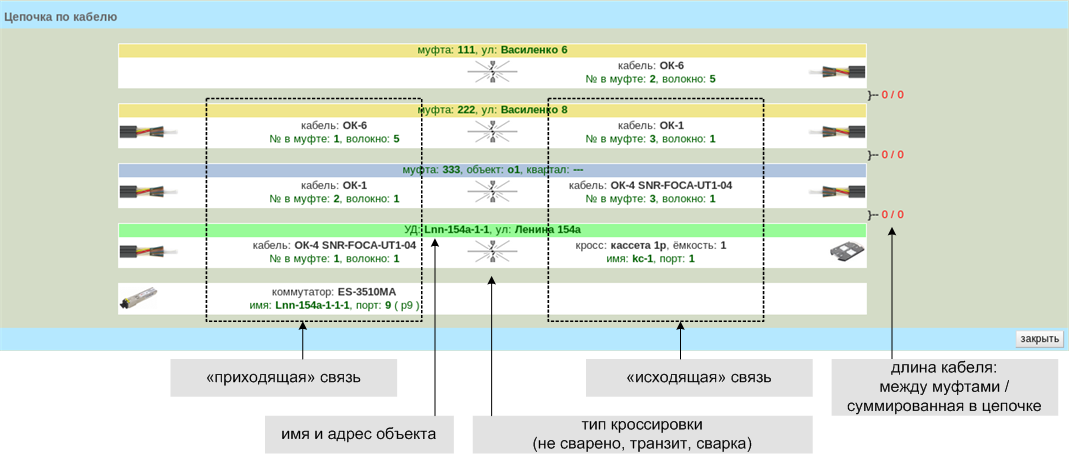 Цепочка по кабелю
муфта: 111, ул: Василенко 6
кабель: ОК-6
№ в муфте: 2, волокно: 5
}-- 0 / 0
муфта: 222, ул: Василенко 8
кабель: ОК-6
№ в муфте: 1, волокно: 5
кабель: ОК-1
№ в муфте: 3, волокно: 1
}-- 0 / 0
муфта: 333, объект: o1, квартал: ---
кабель: ОК-1
№ в муфте: 2, волокно: 1
кабель: ОК-4 SNR-FOCA-UT1-04
№ в муфте: 3, волокно: 1
}-- 0 / 0
УД: Lnn-154a-1-1, ул: Ленина 154а
кабель: ОК-4 SNR-FOCA-UT1-04
№ в муфте: 1, волокно: 1
кросс: кассета 1p, ёмкость: 1
имя: kc-1, порт: 1
коммутатор: ES-3510MA
имя: Lnn-154a-1-1-1, порт: 9 ( p9 )
закрыть
«приходящая» связь
«исходящая» связь
длина кабеля:
между муфтами /
суммированная в цепочке
имя и адрес объекта
тип кроссировки
(не сварено, транзит, сварка)